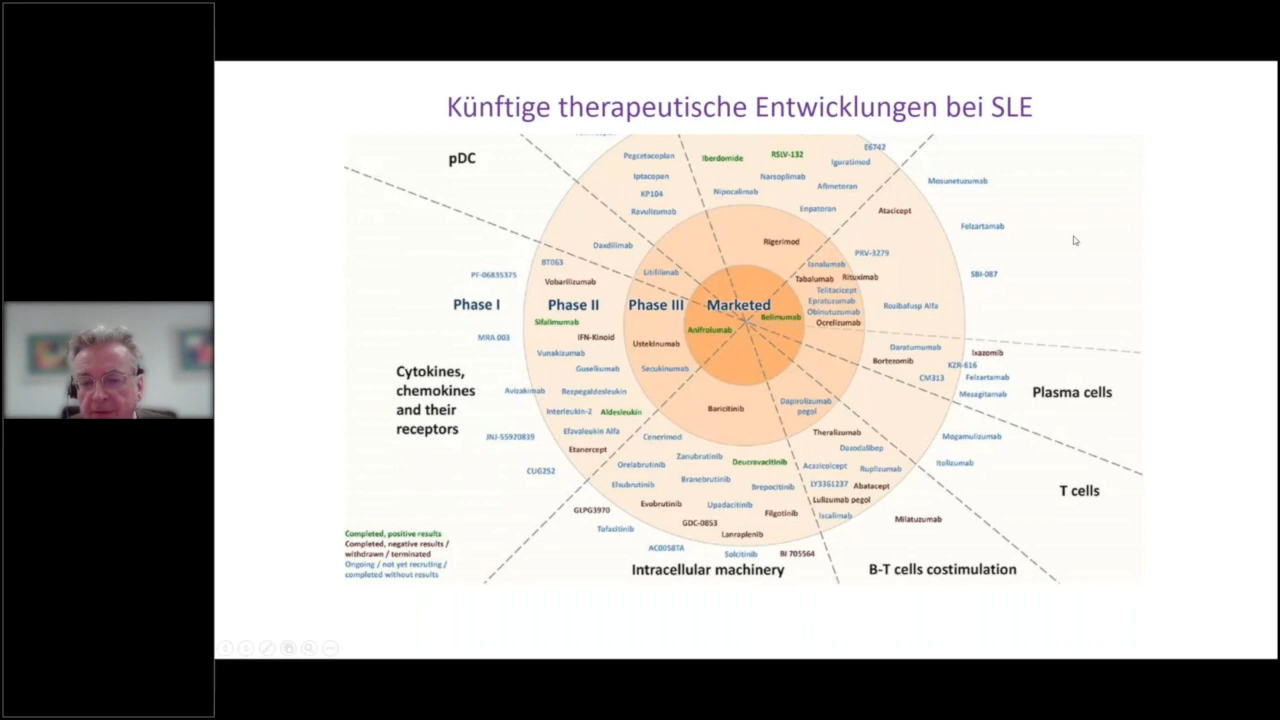 Künftige therapeutische Entwicklungen bei SLE
pDC
Pegcetacoplan
Iptacopan
KP104
Ravulizumab
Iberdomide
RSLV-132
Nipocalimab
Narsoplimab
E6742
Iguratimod
Afimetoran
Enpatoran
Mosunetuzumab
Atacicept
Felzartamab
Daxdilimab
BT063
Vobarilizumab
Litifilimab
Rigerimod
Ianalumab
PRV-3279
Tabalumab
Rituximab
Telitacicept
Epratuzumab
Obinutuzumab
Ocrelizumab
SBI-087
Rozibafusp Alfa
PF-06835375
Phase I
Phase II
Phase III
Marketed
Belimumab
Anifrolumab
Sifalimumab
MRA 003
IFN-Kinoid
Ustekinumab
Vunakizumab
Guselkumab
Secukinumab
Daratumumab
Ixazomib
Bortezomib
KZR-616
CM313
Felzartamab
Mezagitamab
Plasma cells
Cytokines,
chemokines
and their
receptors
Avizakimab
Rezpegaldesleukin
Interleukin-2
Aldesleukin
Baricitinib
Dapirolizumab
pegol
JNJ-55920839
Efavaleukin Alfa
Etanercept
Cenerimod
Theralizumab
Dazodalibep
Mogamulizumab
Itolizumab
CUG252
Orelabrutinib
Zanubrutinib
Deucravacitinib
Acazicolcept
Ruplizumab
T cells
Elsubrutinib
Branebrutinib
Brepocitinib
LY3361237
Abatacept
GLPG3970
Evobrutinib
Upadacitinib
Filgotinib
Lulizumab pegol
Iscalimab
Milatuzumab
Tofacitinib
GDC-0853
Lanraplenib
AC0058TA
Solcitinib
BI 705564
Intracellular machinery
B-T cells costimulation
Completed, positive results
Completed, negative results /
withdrawn / terminated
Ongoing / not yet recruting /
completed without results